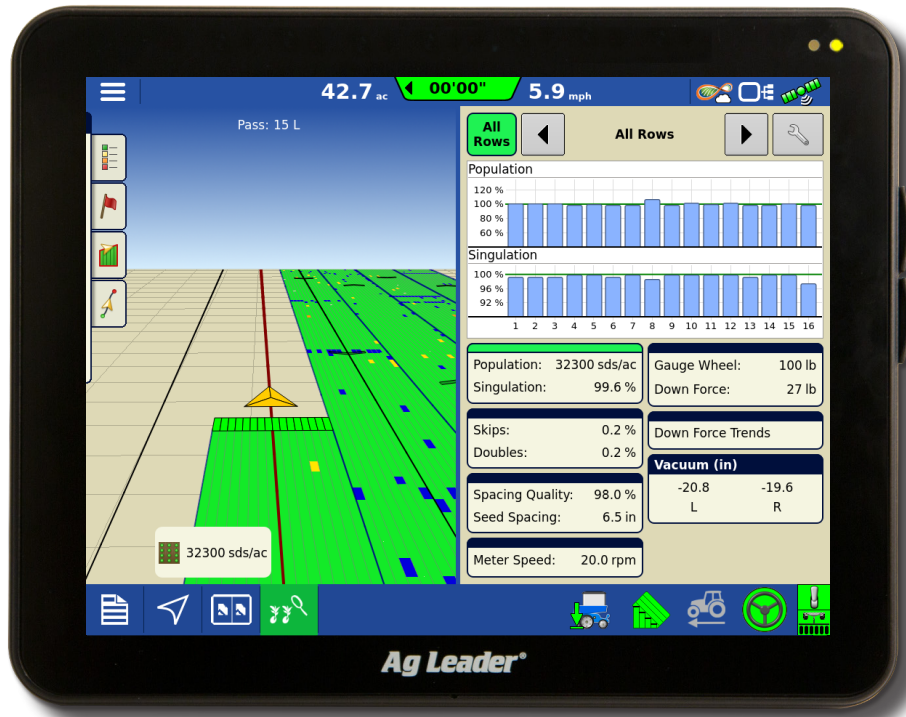 42.7 ac
00'00"
5.9 mph
Pass: 15 L
All Rows
All Rows
Population
120 %
100 %
80 %
60 %
Singulation
100 %
96 %
92 %
1 2 3 4 5 6 7 8 9 10 11 12 13 14 15 16
Population: 32300 sds/ac
Singulation: 99.6 %
Skips: 0.2 %
Doubles: 0.2 %
Spacing Quality: 98.0 %
Seed Spacing: 6.5 in
Meter Speed: 20.0 rpm
Gauge Wheel: 100 lb
Down Force: 27 lb
Down Force Trends
Vacuum (in)
-20.8 -19.6
L R
32300 sds/ac
Ag Leader®